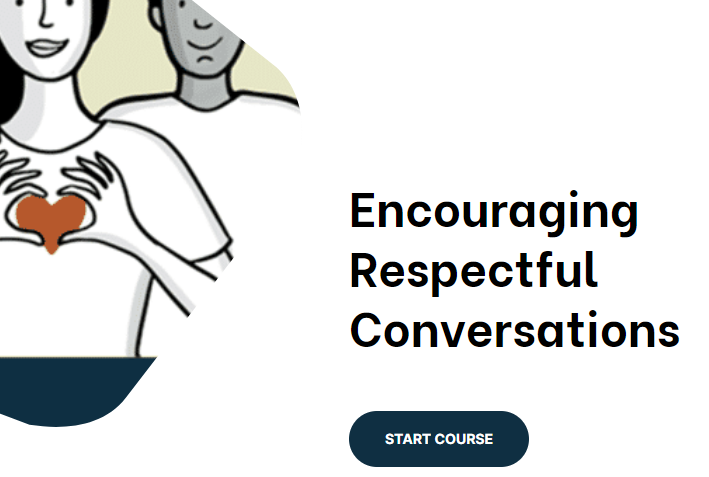 Encouraging
Respectful
Conversations
START COURSE